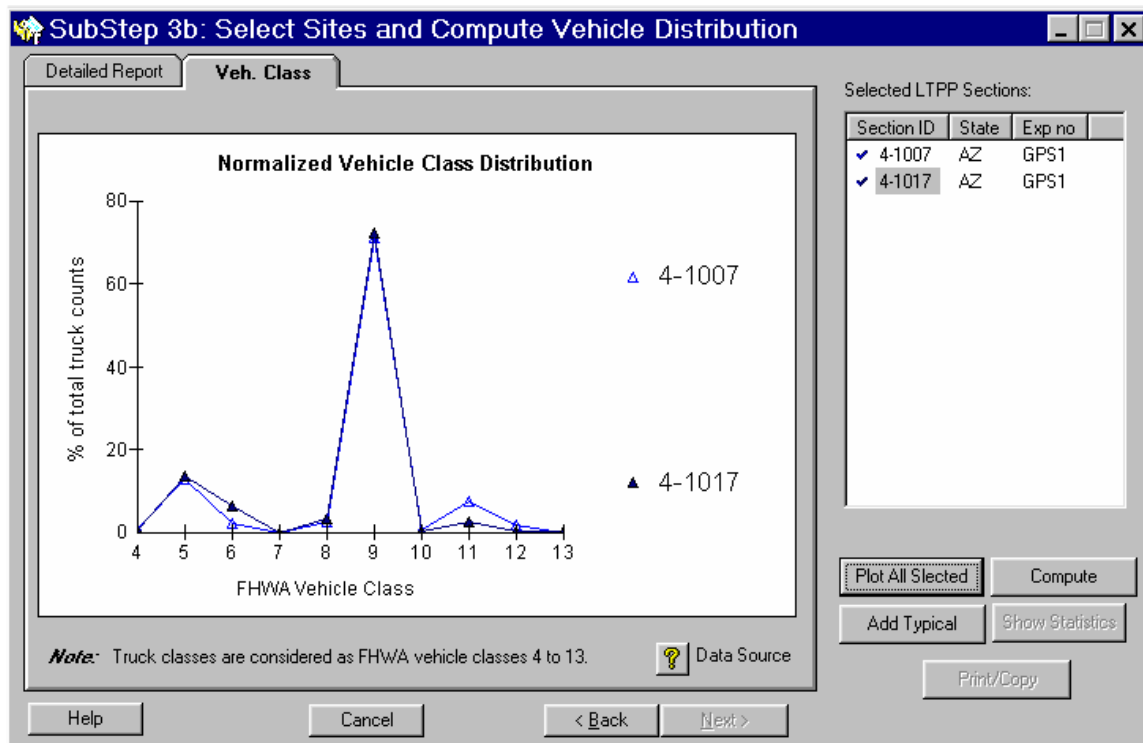 SubStep 3b: Select Sites and Compute Vehicle Distribution
Detailed Report
Veh. Class
Normalized Vehicle Class Distribution
% of total truck counts
80
60
40
20
0
4 5 6 7 8 9 10 11 12 13
FHWA Vehicle Class
4-1007
4-1017
Note: Truck classes are considered as FHWA vehicle classes 4 to 13.
? Data Source
Selected LTPP Sections:
Section ID State Exp no
4-1007 AZ GPS1
4-1017 AZ GPS1
Plot All Slected Compute
Add Typical Show Statistics
Print/Copy
Help Cancel < Back Next >